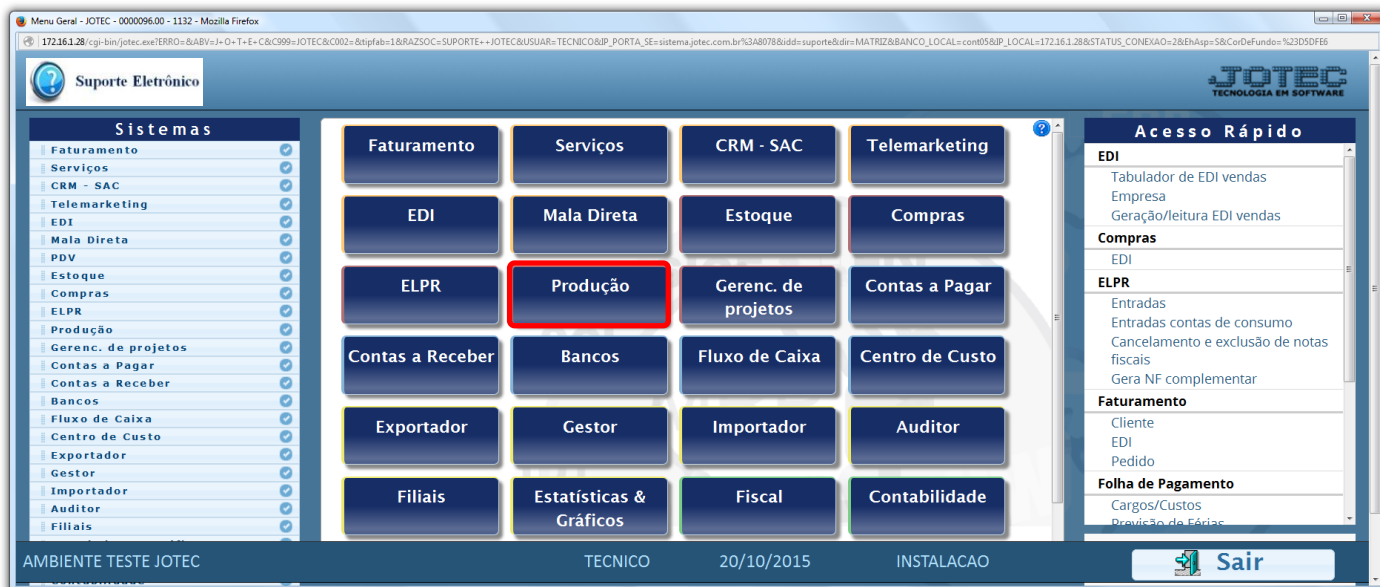 Menu Geral - JOTEC - 0000096.00 - 1132 - Mozilla Firefox
172.16.1.28/cgi-bin/jotec.exe?ERRO=&ABV=J+O+T+E+C&C999=JOTEC&C002=&tipfab=1&RAZSOC=SUPORTE++JOTEC&USUAR=TECNICO&IP_PORTA_SE=sistema.jotec.com.br%3A8078&idd=suporte&dir=MATRIZ&BANCO_LOCAL=cont05&IP_LOCAL=172.16.1.28&STATUS_CONEXAO=2&EhAsp=S&CorDeFundo=%23D5DFE6
Suporte Eletrônico
JOTEC
TECNOLOGIA EM SOFTWARE
Sistemas
Faturamento
Serviços
CRM - SAC
Telemarketing
EDI
Mala Direta
PDV
Estoque
Compras
ELPR
Produção
Gerenc. de projetos
Contas a Pagar
Contas a Receber
Bancos
Fluxo de Caixa
Centro de Custo
Exportador
Gestor
Importador
Auditor
Filiais
Faturamento
Serviços
CRM - SAC
Telemarketing
EDI
Mala Direta
Estoque
Compras
ELPR
Produção
Gerenc. de
projetos
Contas a Pagar
Contas a Receber
Bancos
Fluxo de Caixa
Centro de Custo
Exportador
Gestor
Importador
Auditor
Filiais
Estatísticas &
Gráficos
Fiscal
Contabilidade
Acesso Rápido
EDI
Tabulador de EDI vendas
Empresa
Geração/leitura EDI vendas
Compras
EDI
ELPR
Entradas
Entradas contas de consumo
Cancelamento e exclusão de notas
fiscais
Gera NF complementar
Faturamento
Cliente
EDI
Pedido
Folha de Pagamento
Cargos/Custos
Previsão de Férias
AMBIENTE TESTE JOTEC
TECNICO
20/10/2015
INSTALACAO
Sair